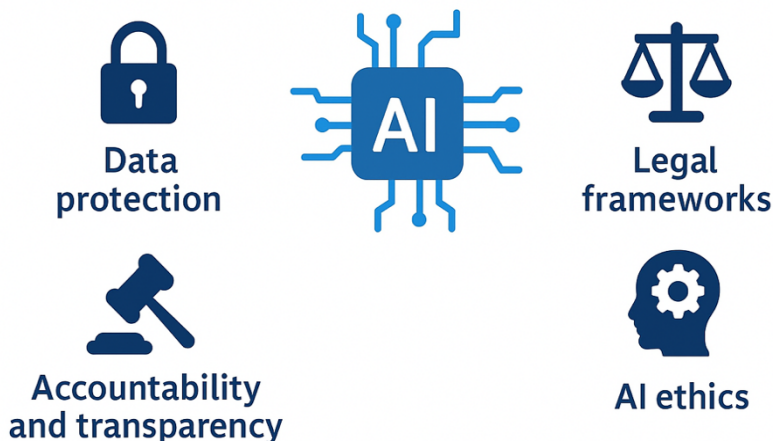 AI
Data
protection
Legal
frameworks
Accountability
and transparency
AI ethics